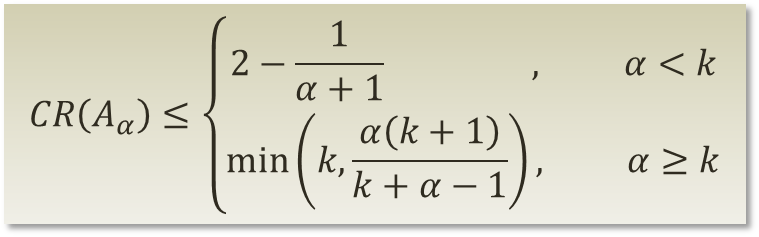 CR(A_α) ≤ { 2 − 1/(α + 1) , α < k
min(k, α(k + 1)/(k + α − 1)), α ≥ k